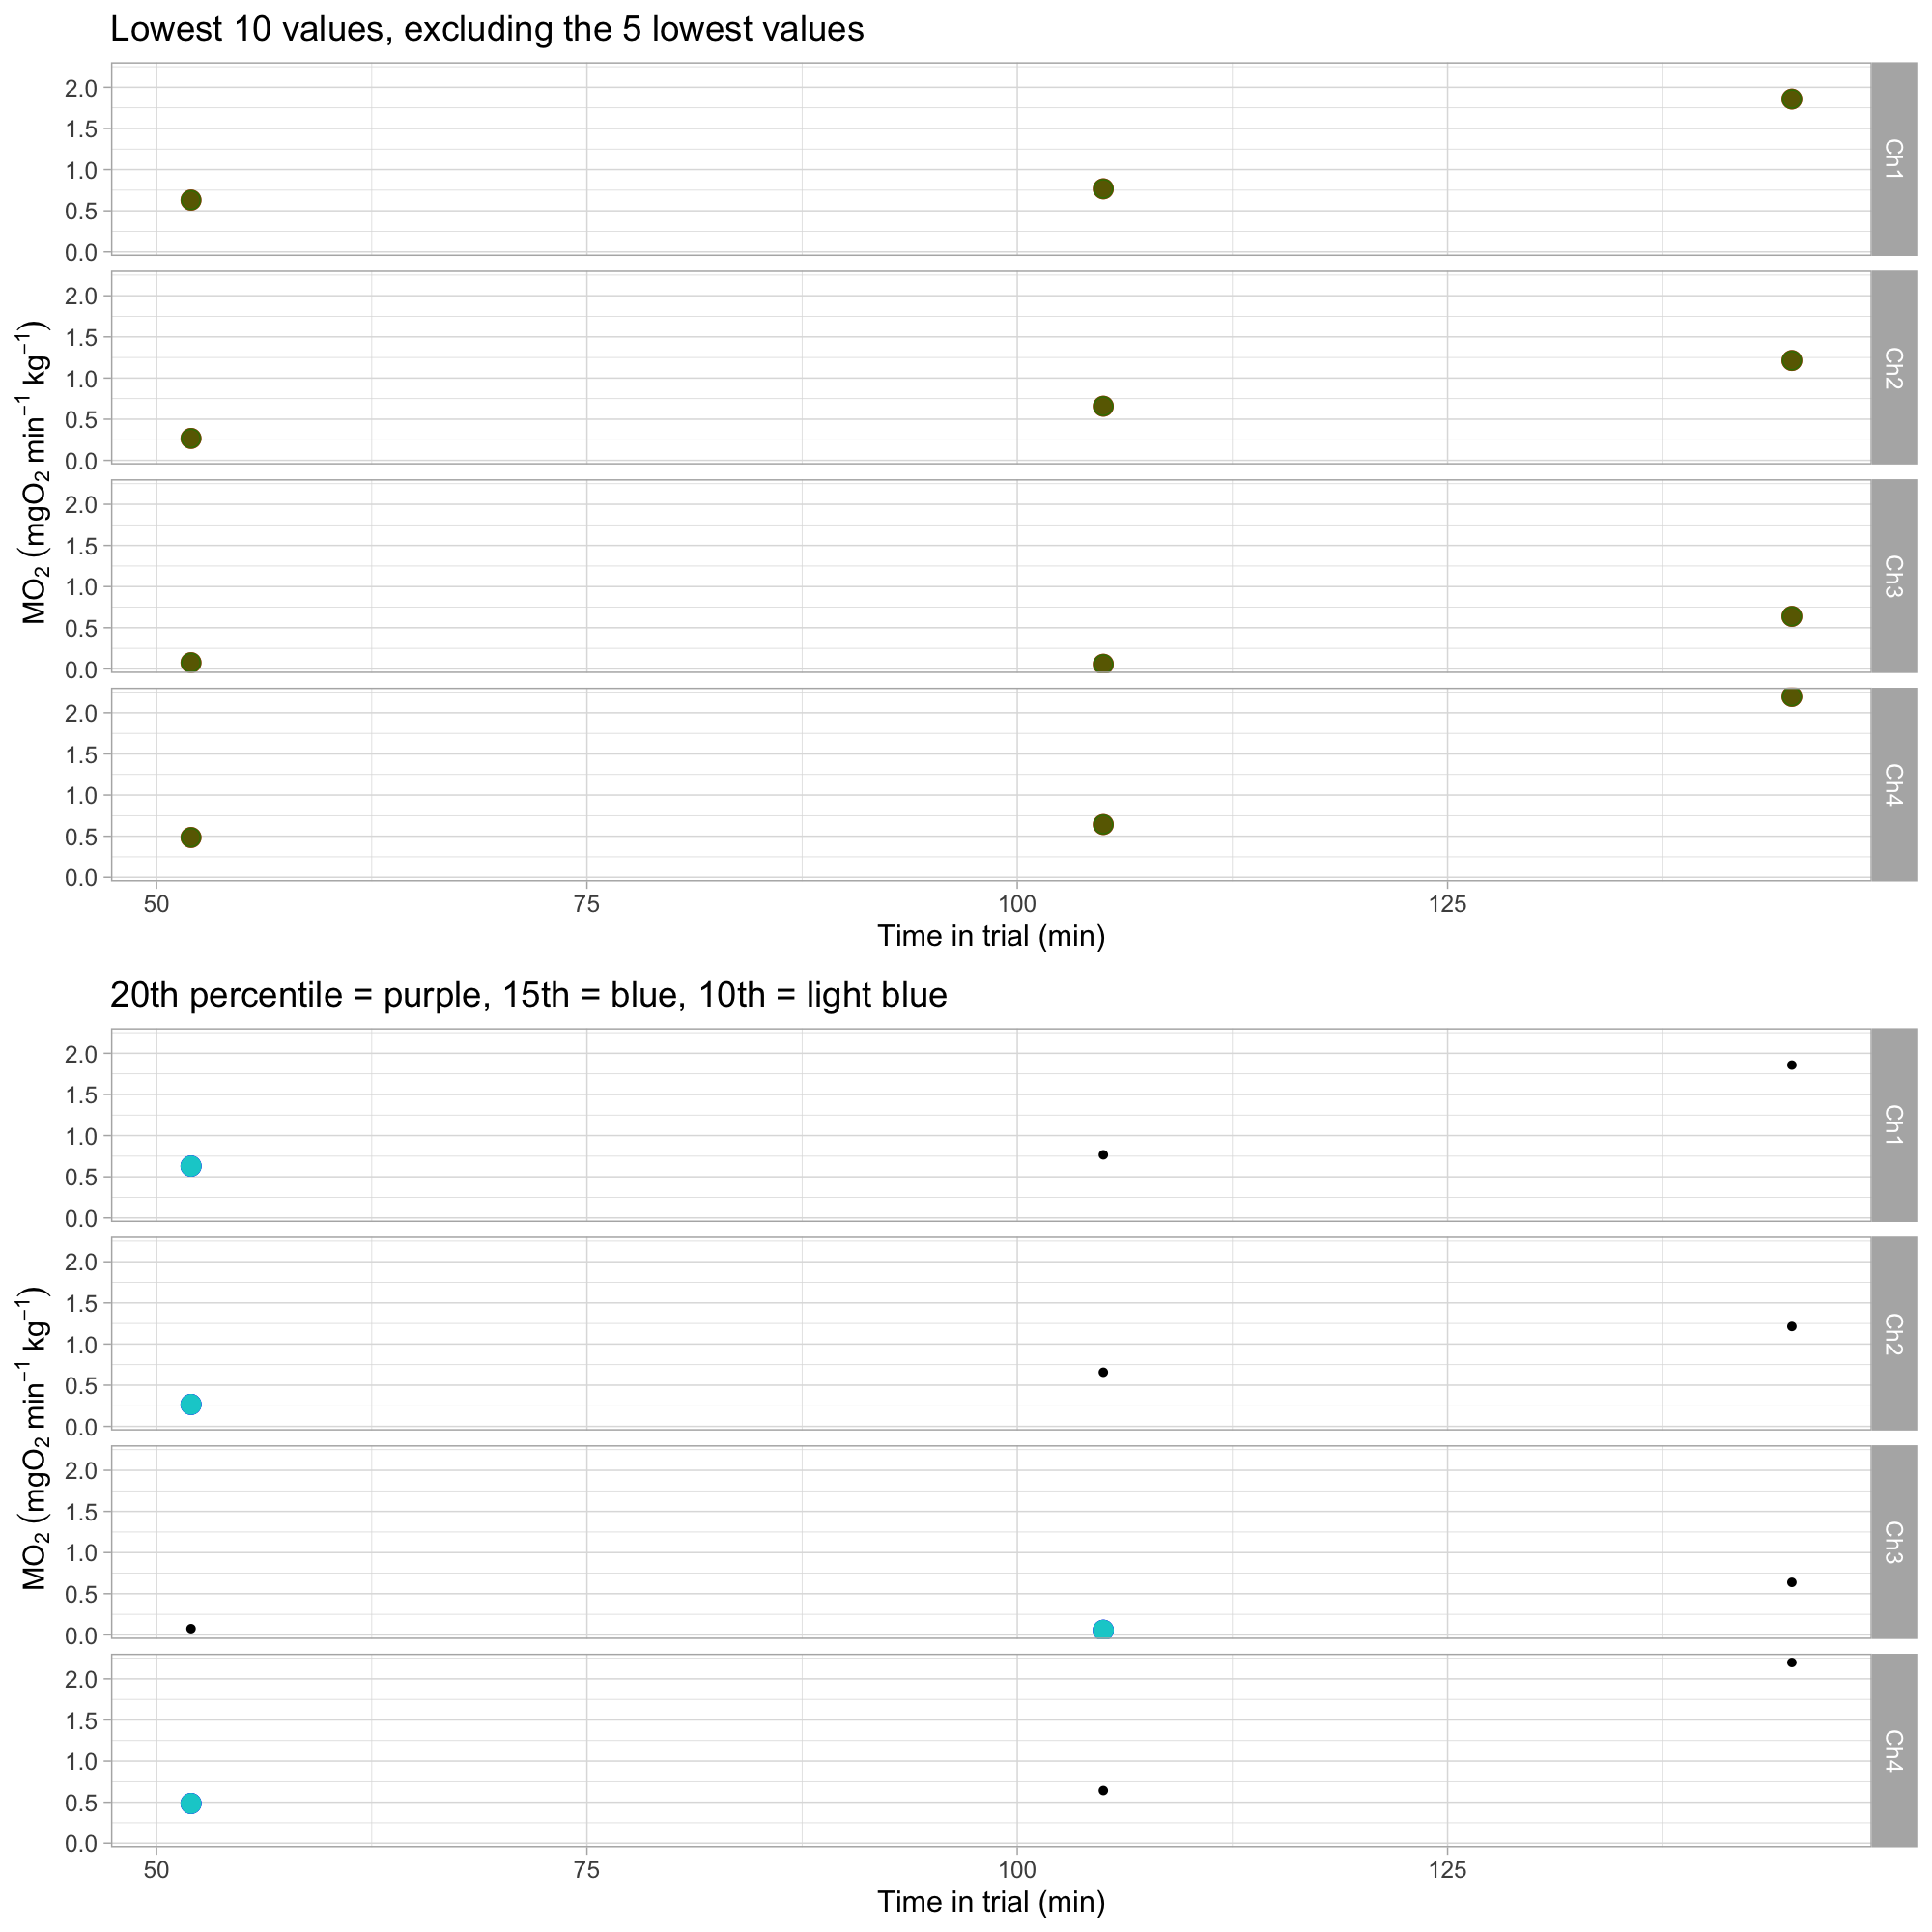 Lowest 10 values, excluding the 5 lowest values
MO₂ (mgO₂ min⁻¹ kg⁻¹)
2.0
1.5
1.0
0.5
0.0
Ch1
2.0
1.5
1.0
0.5
0.0
Ch2
2.0
1.5
1.0
0.5
0.0
Ch3
2.0
1.5
1.0
0.5
0.0
Ch4
50 75 100 125
Time in trial (min)
20th percentile = purple, 15th = blue, 10th = light blue
MO₂ (mgO₂ min⁻¹ kg⁻¹)
2.0
1.5
1.0
0.5
0.0
Ch1
2.0
1.5
1.0
0.5
0.0
Ch2
2.0
1.5
1.0
0.5
0.0
Ch3
2.0
1.5
1.0
0.5
0.0
Ch4
50 75 100 125
Time in trial (min)